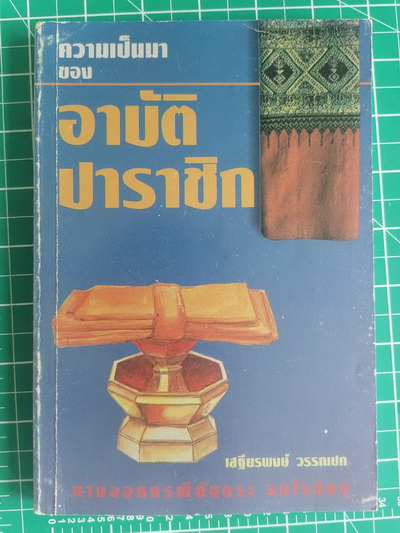 ความเป็นมา
ของ
อาบัติ
ปาราชิก
เสฐียรพงษ์ วรรณปก